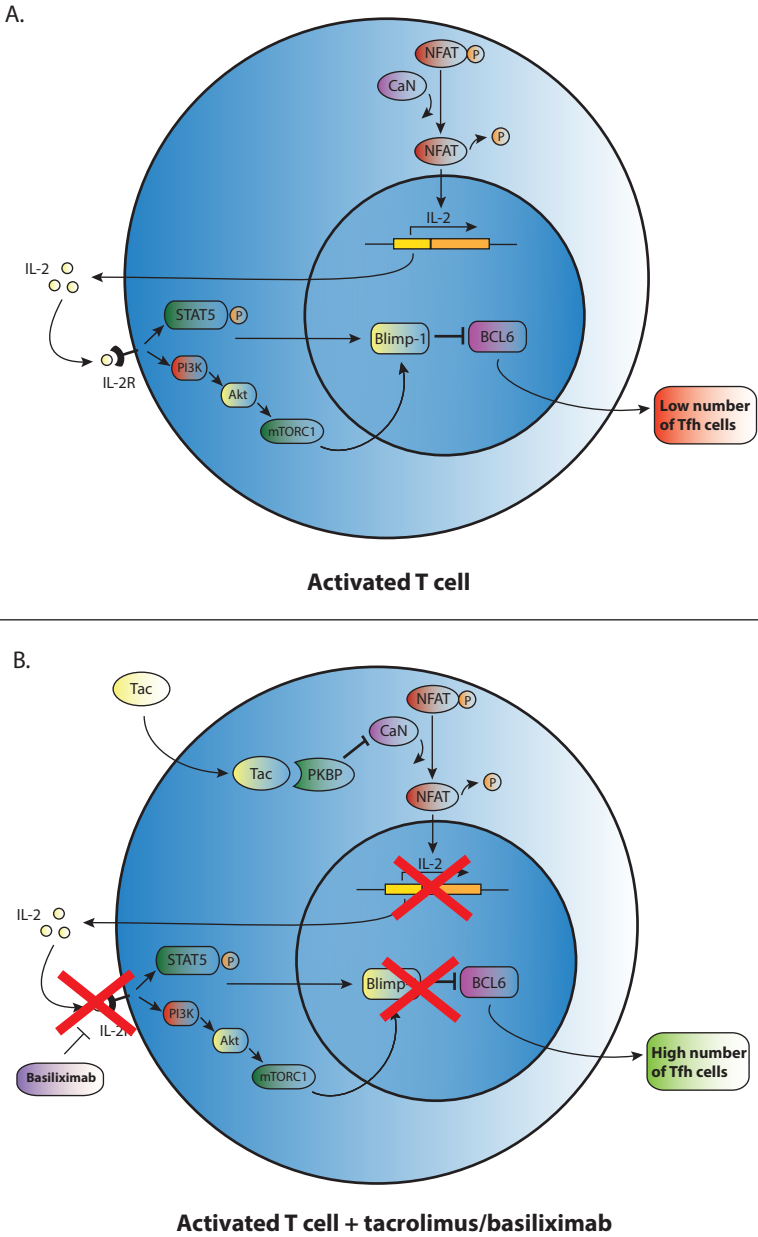 A.
NFAT
P
CaN
NFAT
P
IL-2
IL-2
STAT5
P
Blimp-1
BCL6
IL-2R
PI3K
Akt
Low number
of Tfh cells
mTORC1
Activated T cell
B.
Tac
NFAT
P
CaN
Tac
PKBP
NFAT
P
IL-2
IL-2
STAT5
P
Blimp-
BCL6
PI3K
IL-2R
Akt
High number
of Tfh cells
Basiliximab
mTORC1
Activated T cell + tacrolimus/basiliximab